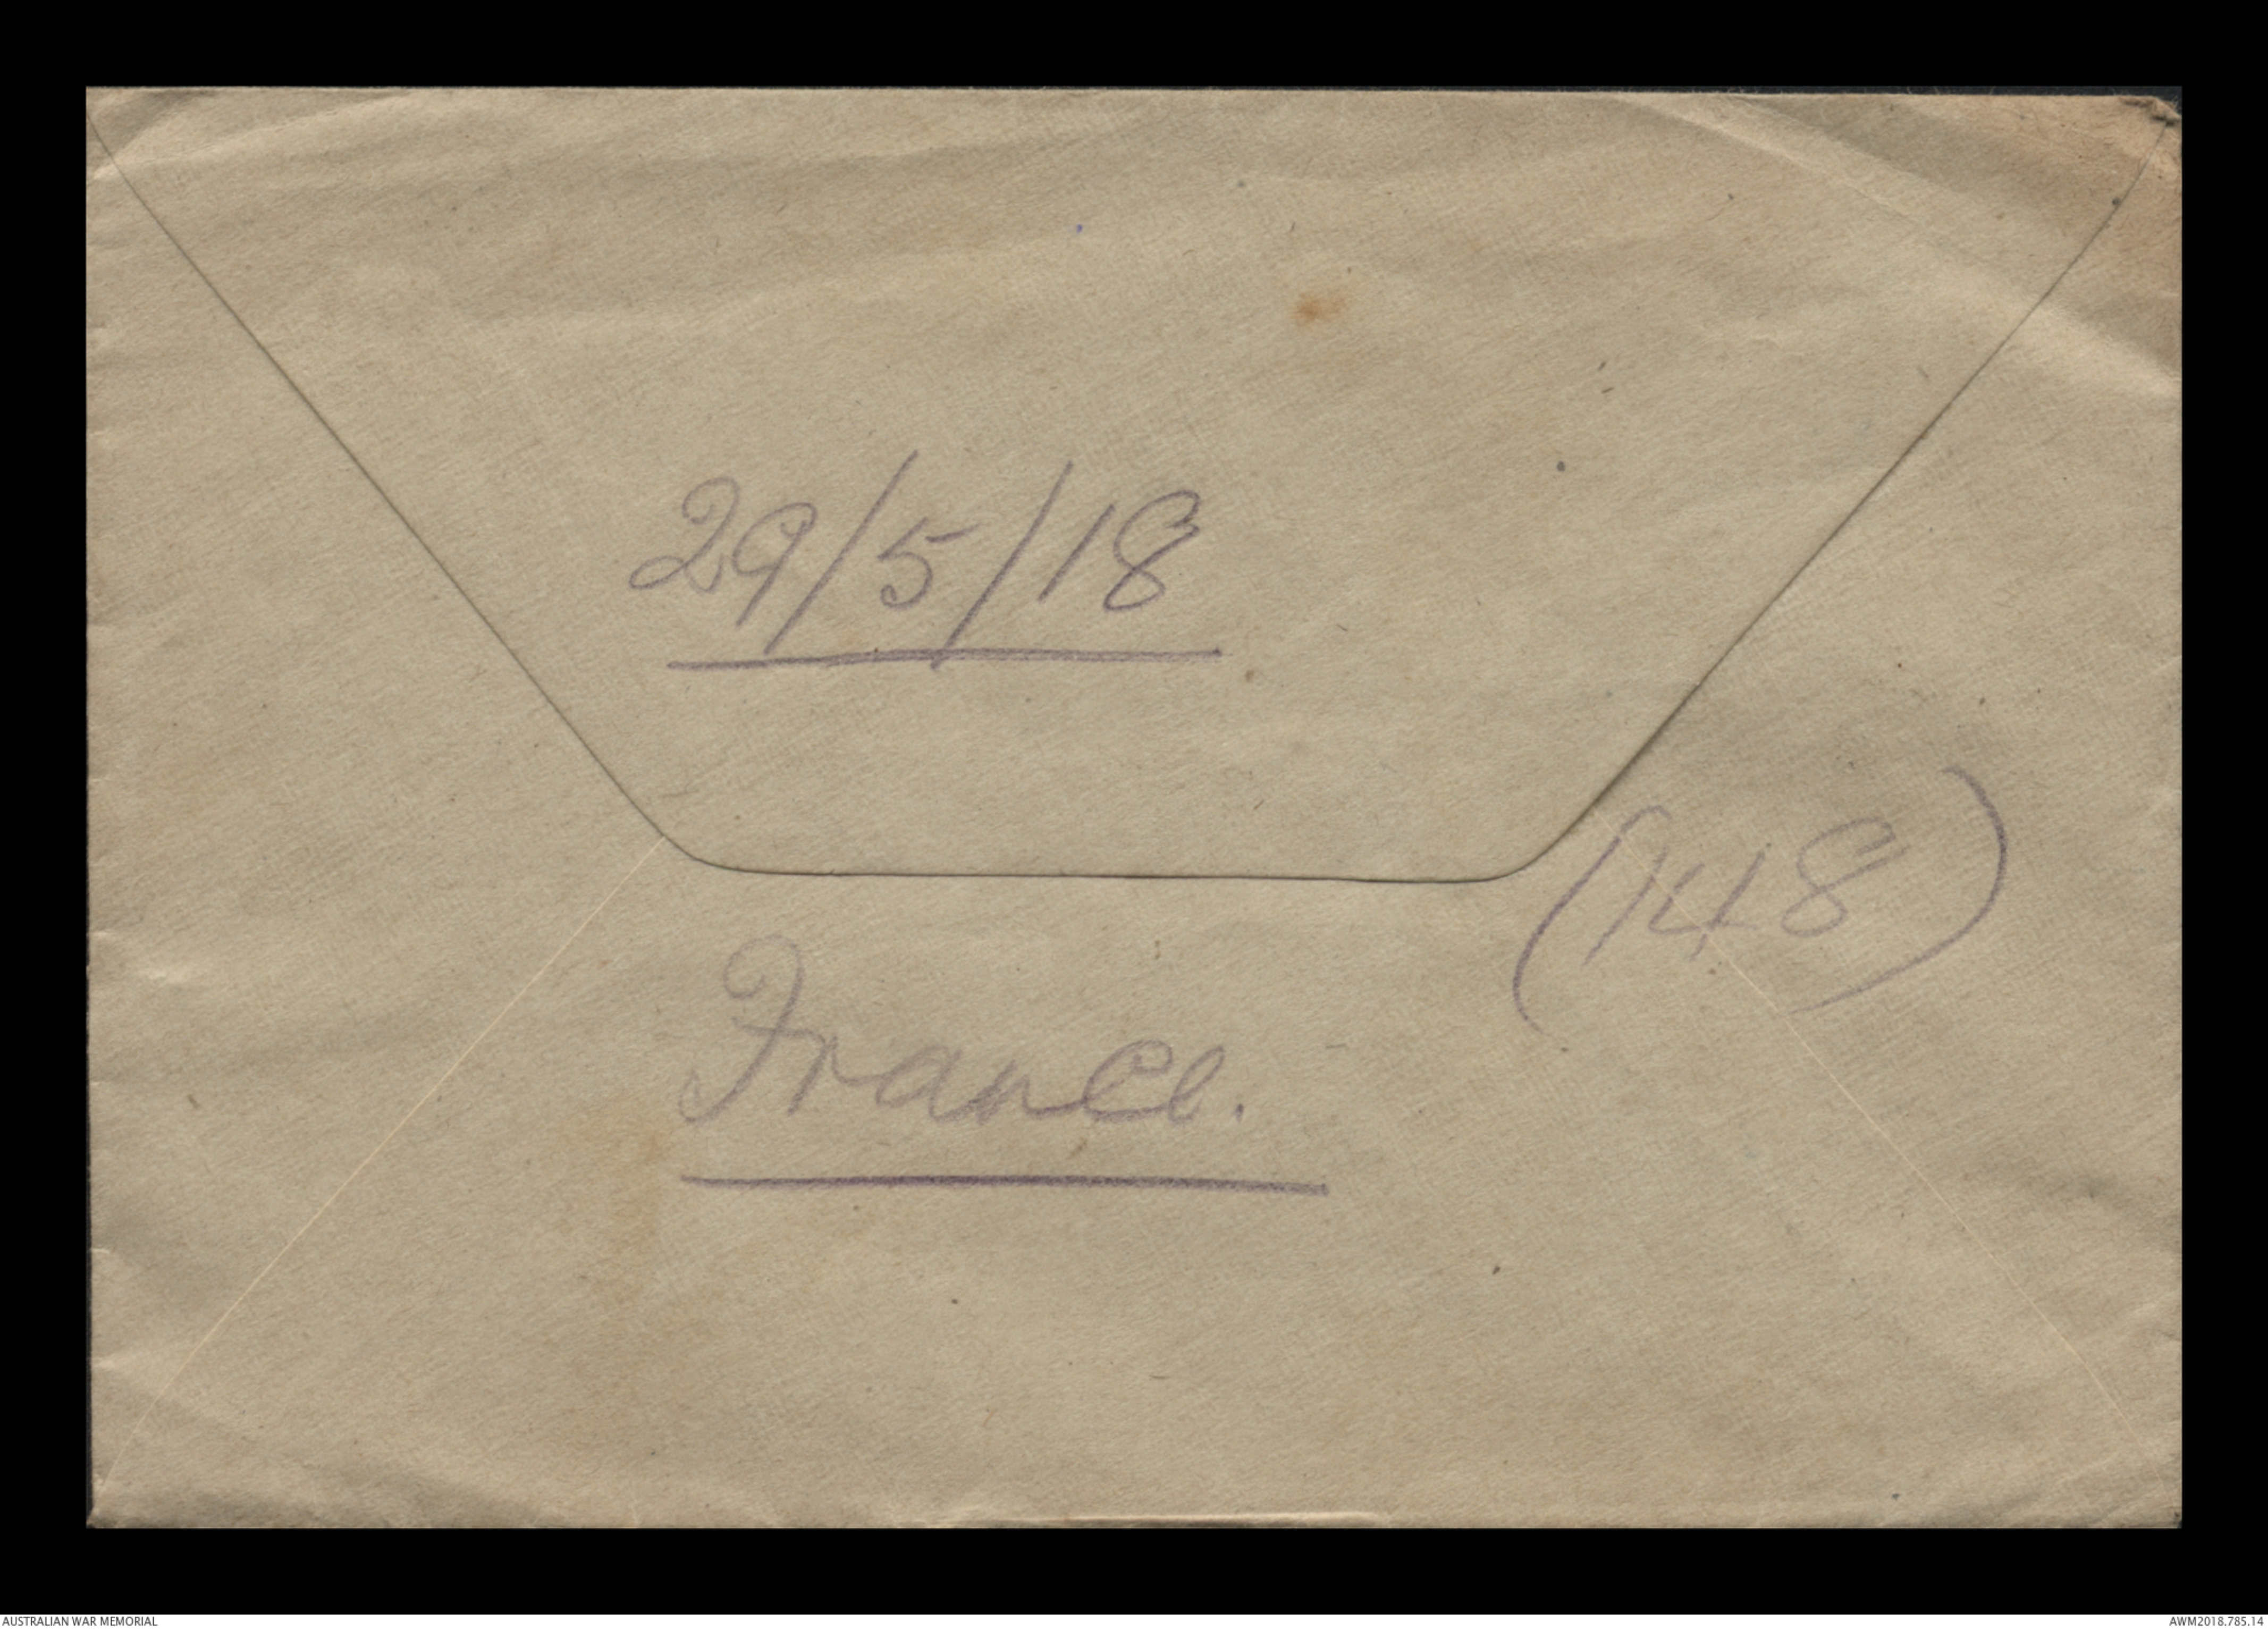 29/5/18
(148)
France.
AUSTRALIAN WAR MEMORIAL
AWM2018.785.14